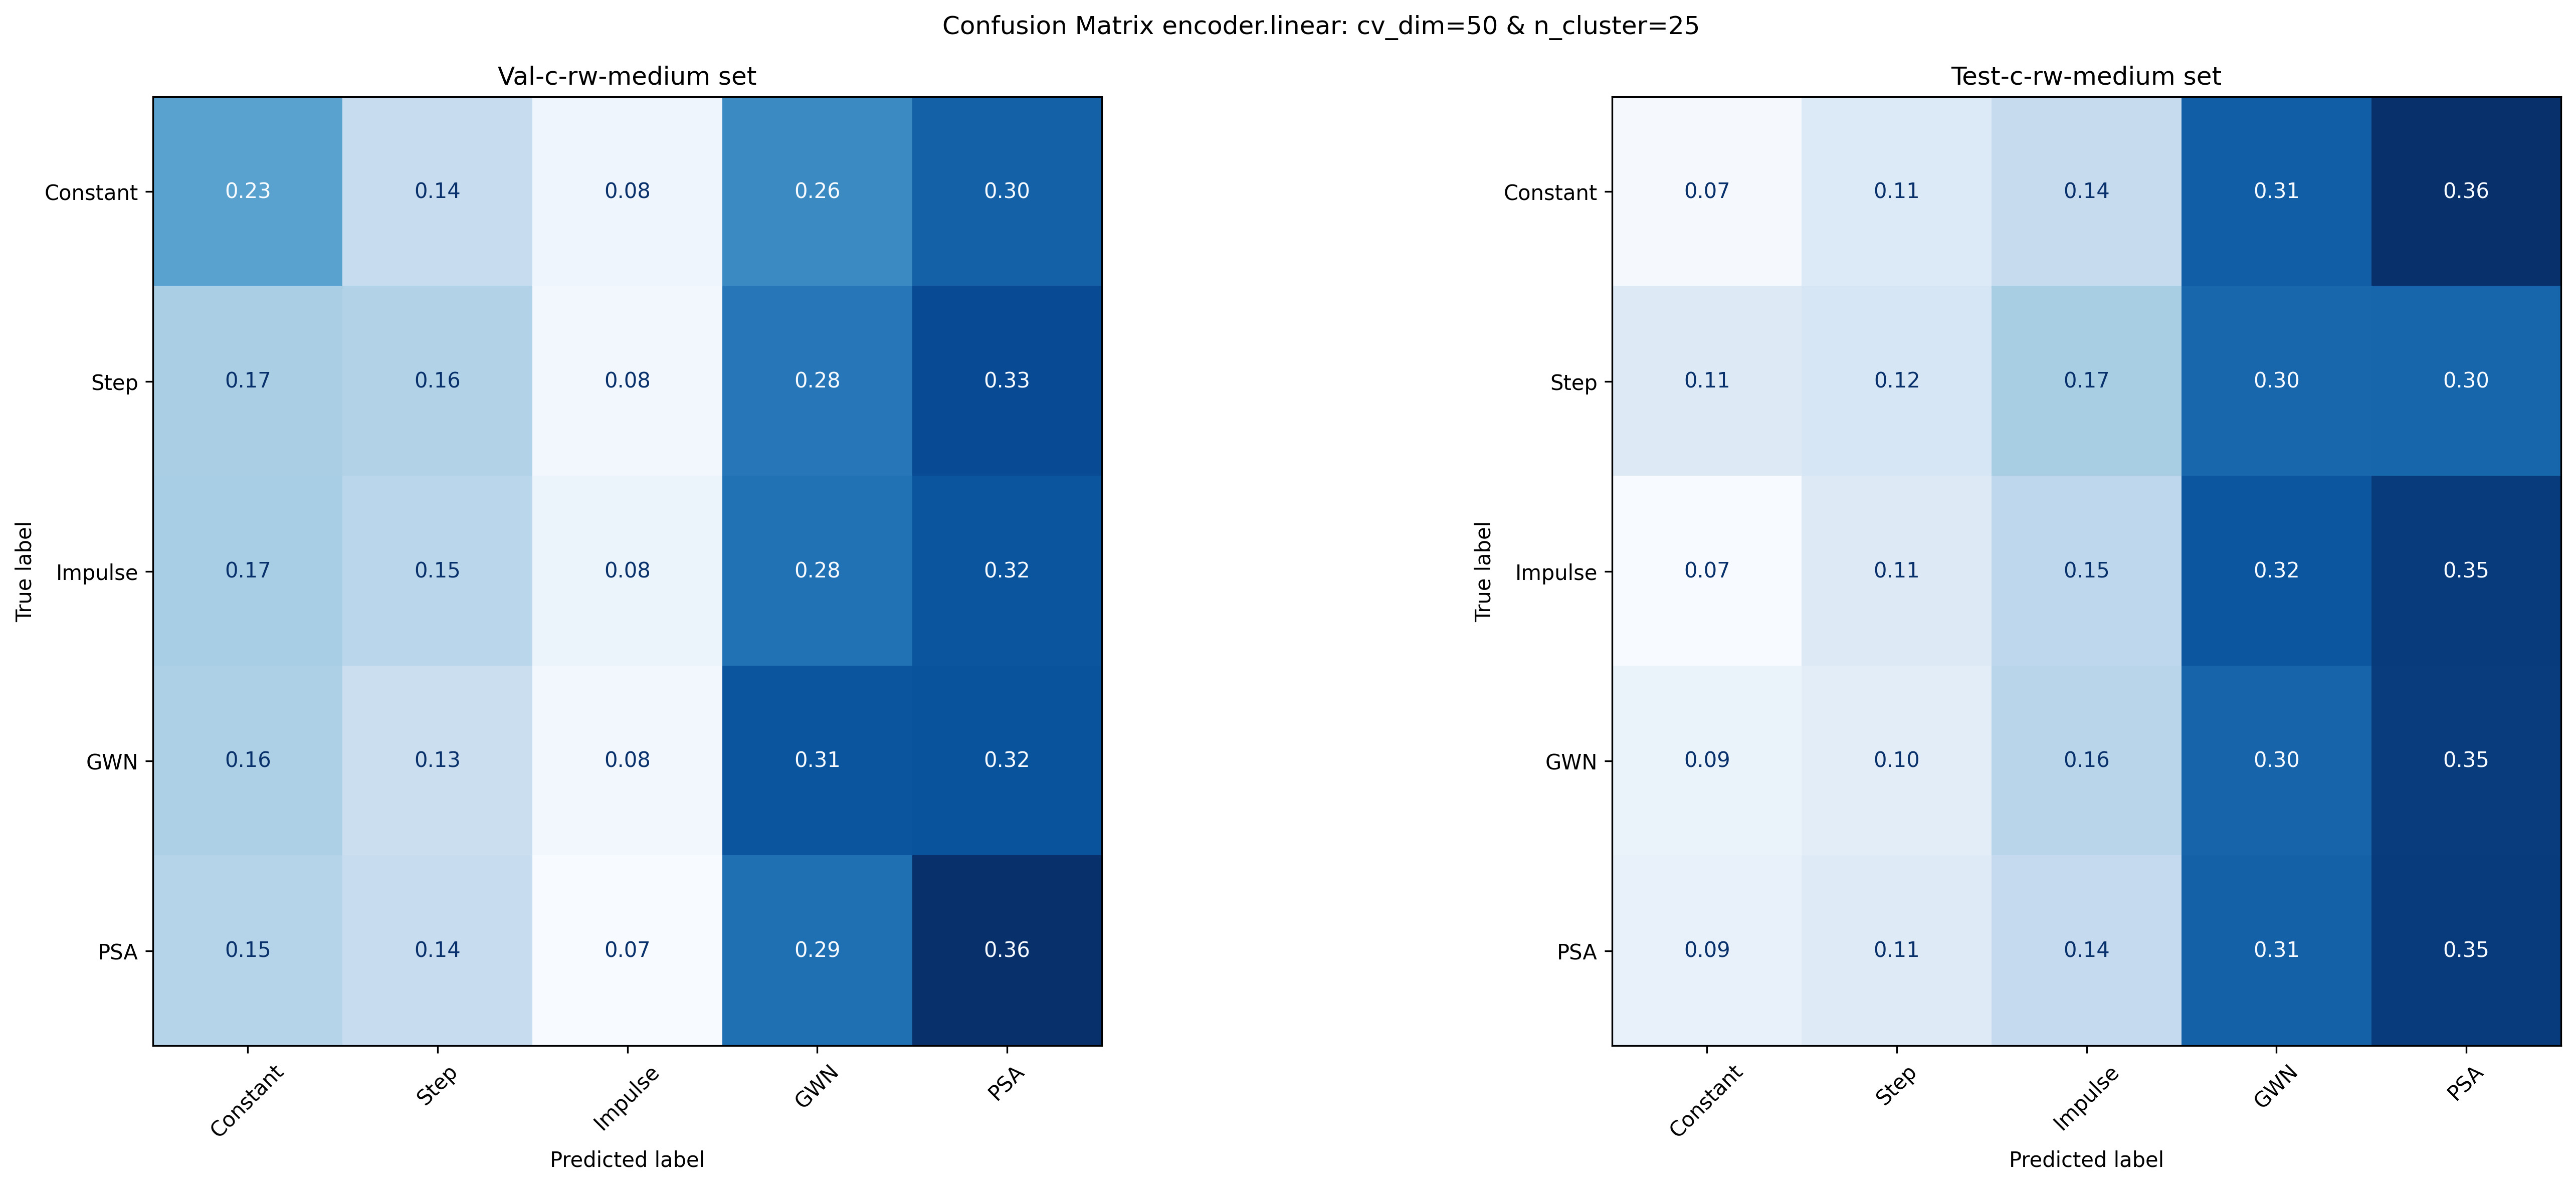 Confusion Matrix encoder.linear: cv_dim=50 & n_cluster=25
Val-c-rw-medium set
True label
Constant 0.23 0.14 0.08 0.26 0.30
Step 0.17 0.16 0.08 0.28 0.33
Impulse 0.17 0.15 0.08 0.28 0.32
GWN 0.16 0.13 0.08 0.31 0.32
PSA 0.15 0.14 0.07 0.29 0.36
Constant Step Impulse GWN PSA
Predicted label
Test-c-rw-medium set
True label
Constant 0.07 0.11 0.14 0.31 0.36
Step 0.11 0.12 0.17 0.30 0.30
Impulse 0.07 0.11 0.15 0.32 0.35
GWN 0.09 0.10 0.16 0.30 0.35
PSA 0.09 0.11 0.14 0.31 0.35
Constant Step Impulse GWN PSA
Predicted label